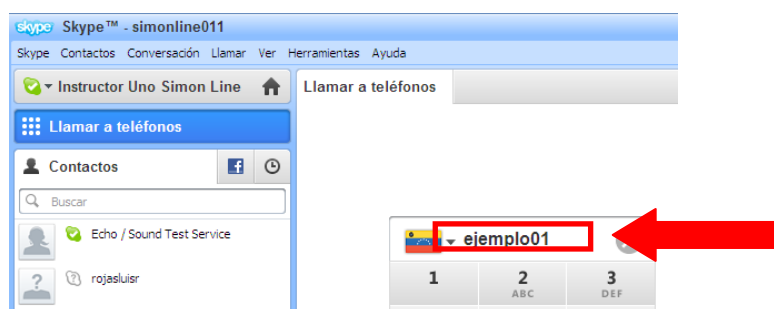 skype Skype™ - simonline011
Skype Contactos Conversación Llamar Ver Herramientas Ayuda
Instructor Uno Simon Line
Llamar a teléfonos
Llamar a teléfonos
Contactos
Buscar
Echo / Sound Test Service
rojasluisr
ejemplo01
1 2 3
ABC DEF